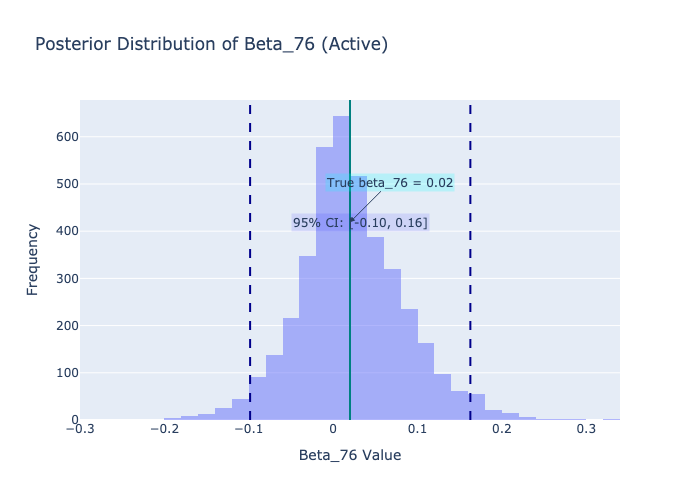 Posterior Distribution of Beta_76 (Active)
600
500
400
300
200
100
0
Frequency
True beta_76 = 0.02
95% CI: [-0.10, 0.16]
−0.3
−0.2
−0.1
0
0.1
0.2
0.3
Beta_76 Value